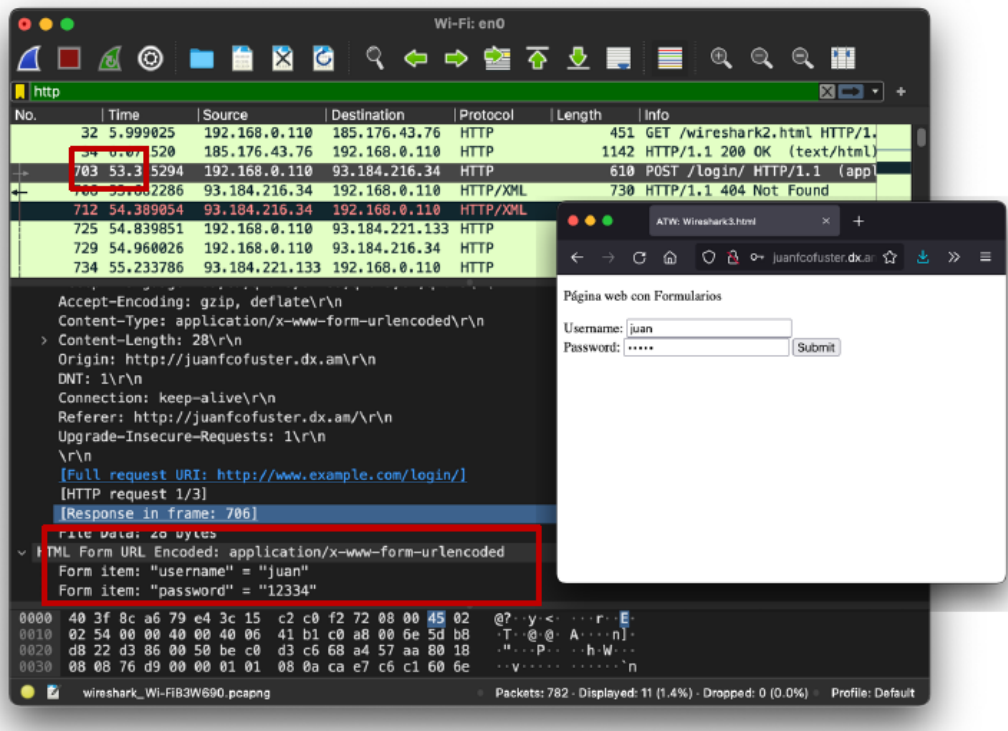 Wi-Fi: en0
http
No. Time Source Destination Protocol Length Info
32 5.999025 192.168.0.110 185.176.43.76 HTTP 451 GET /wireshark2.html HTTP/1.
34 520 185.176.43.76 192.168.0.110 HTTP 1142 HTTP/1.1 200 OK (text/html)
703 53.3 5294 192.168.0.110 93.184.216.34 HTTP 610 POST /login/ HTTP/1.1 (appl
2286 93.184.216.34 192.168.0.110 HTTP/XML 730 HTTP/1.1 404 Not Found
712 54.389054 93.184.216.34 192.168.0.110 HTTP/XML
725 54.839851 192.168.0.110 93.184.221.133 HTTP
729 54.960026 192.168.0.110 93.184.216.34 HTTP
734 55.233786 93.184.221.133 192.168.0.110 HTTP
Accept-Encoding: gzip, deflate\r\n
Content-Type: application/x-www-form-urlencoded\r\n
Content-Length: 28\r\n
Origin: http://juanfcofuster.dx.am\r\n
DNT: 1\r\n
Connection: keep-alive\r\n
Referer: http://juanfcofuster.dx.am/\r\n
Upgrade-Insecure-Requests: 1\r\n
\r\n
[Full request URI: http://www.example.com/login/]
[HTTP request 1/3]
[Response in frame: 706]
File Data: 28 bytes
HTML Form URL Encoded: application/x-www-form-urlencoded
Form item: "username" = "juan"
Form item: "password" = "12334"
0000 40 3f 8c a6 79 e4 3c 15 c2 c0 f2 72 08 00 45 02 @?··y·<· ···r··E·
0010 02 54 00 00 40 00 40 06 41 b1 c0 a8 00 6e 5d b8 ·T··@·@· A····n]·
0020 d8 22 d3 86 00 50 be c0 d3 c6 68 a4 57 aa 80 18 ·"···P·· ··h·W···
0030 08 08 76 d9 00 00 01 01 08 0a ca e7 c6 c1 60 6e ··v····· ······`n
wireshark_Wi-FiB3W690.pcapng Packets: 782 · Displayed: 11 (1.4%) · Dropped: 0 (0.0%) Profile: Default
ATW: Wireshark3.html
juanfcofuster.dx.am
Página web con Formularios
Username: juan
Password: •••••
Submit